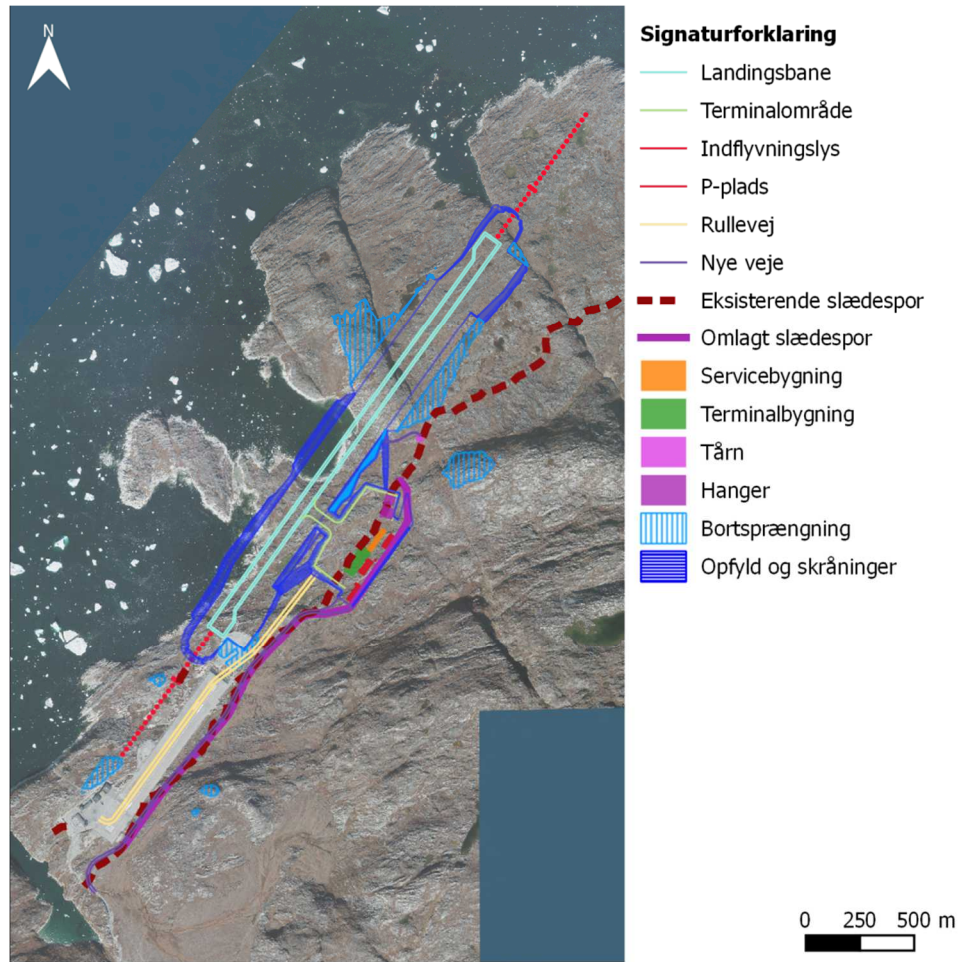 N
Signaturforklaring
Landingsbane
Terminalområde
Indflyvningslys
P-plads
Rullevej
Nye veje
Eksisterende slædespor
Omlagt slædespor
Servicebygning
Terminalbygning
Tårn
Hanger
Bortsprængning
Opfyld og skråninger
0 250 500 m